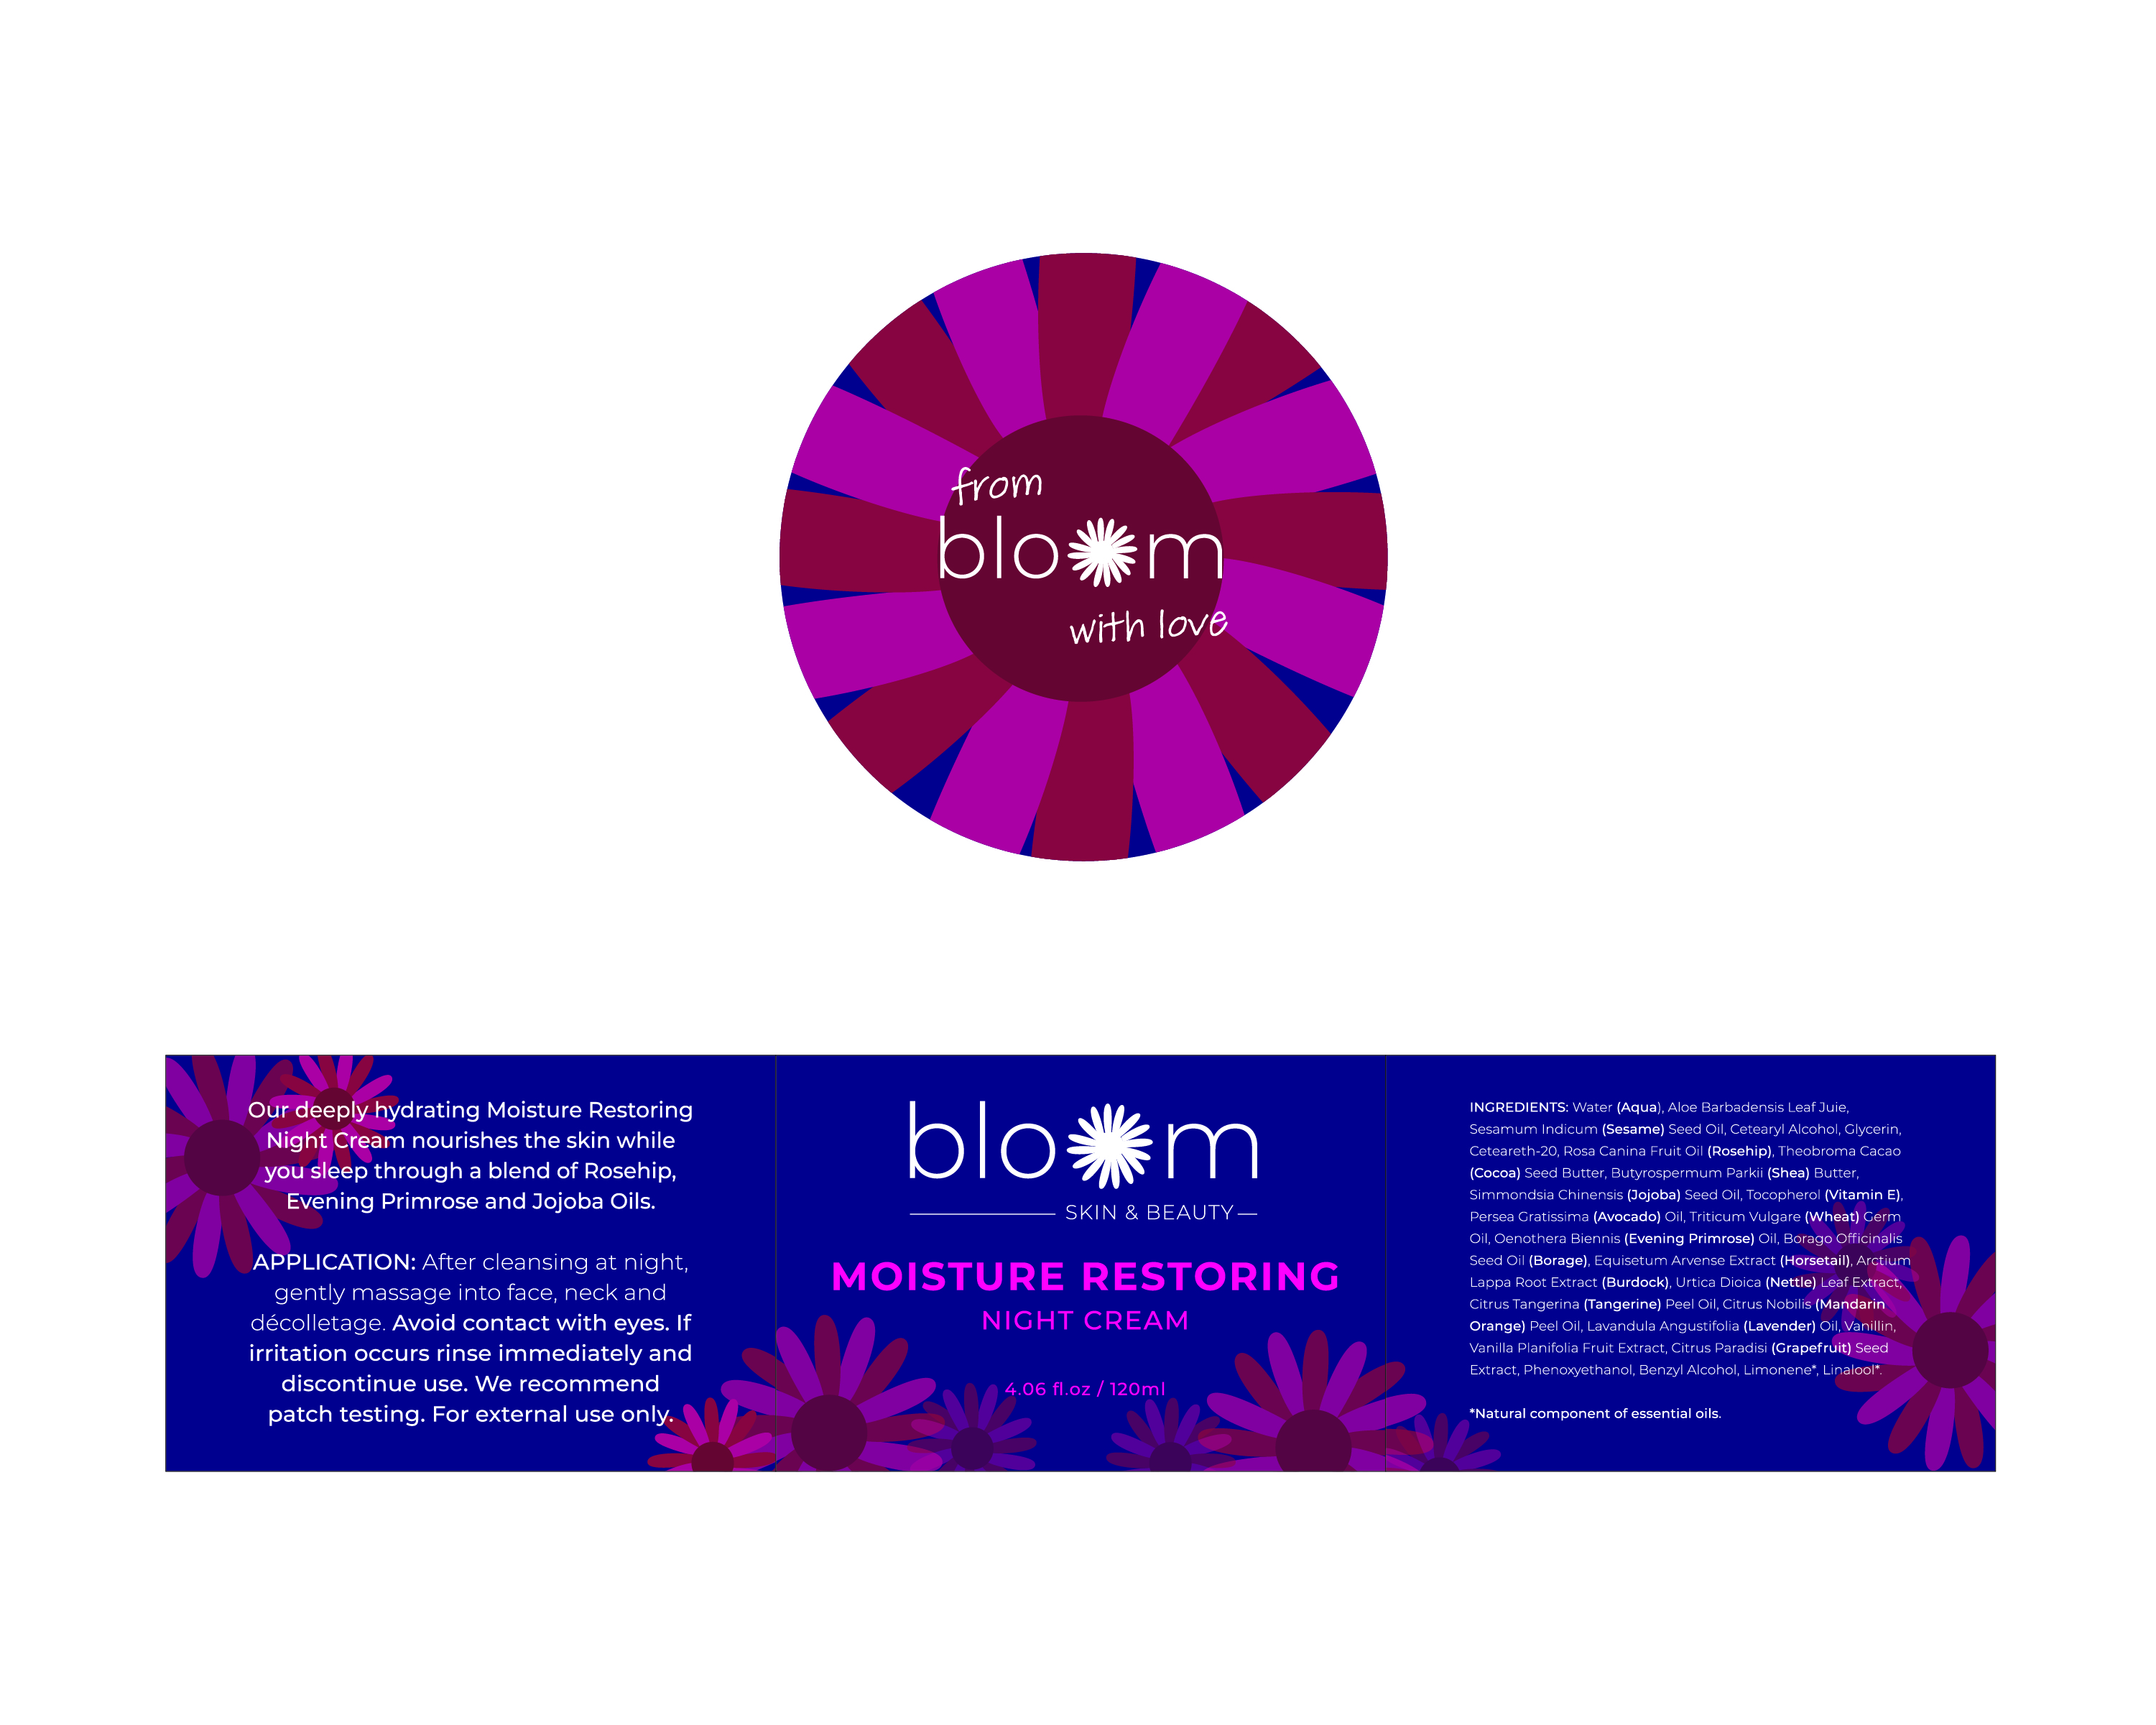 from
bloom
with love
Our deeply hydrating Moisture Restoring
Night Cream nourishes the skin while
you sleep through a blend of Rosehip,
Evening Primrose and Jojoba Oils.
APPLICATION: After cleansing at night,
gently massage into face, neck and
décolletage. Avoid contact with eyes. If
irritation occurs rinse immediately and
discontinue use. We recommend
patch testing. For external use only.
bloom
SKIN & BEAUTY
MOISTURE RESTORING
NIGHT CREAM
4.06 fl.oz / 120ml
INGREDIENTS: Water (Aqua), Aloe Barbadensis Leaf Juie,
Sesamum Indicum (Sesame) Seed Oil, Cetearyl Alcohol, Glycerin,
Ceteareth-20, Rosa Canina Fruit Oil (Rosehip), Theobroma Cacao
(Cocoa) Seed Butter, Butyrospermum Parkii (Shea) Butter,
Simmondsia Chinensis (Jojoba) Seed Oil, Tocopherol (Vitamin E),
Persea Gratissima (Avocado) Oil, Triticum Vulgare (Wheat) Germ
Oil, Oenothera Biennis (Evening Primrose) Oil, Borago Officinalis
Seed Oil (Borage), Equisetum Arvense Extract (Horsetail), Arctium
Lappa Root Extract (Burdock), Urtica Dioica (Nettle) Leaf Extract,
Citrus Tangerina (Tangerine) Peel Oil, Citrus Nobilis (Mandarin
Orange) Peel Oil, Lavandula Angustifolia (Lavender) Oil, Vanillin,
Vanilla Planifolia Fruit Extract, Citrus Paradisi (Grapefruit) Seed
Extract, Phenoxyethanol, Benzyl Alcohol, Limonene*, Linalool*.
*Natural component of essential oils.